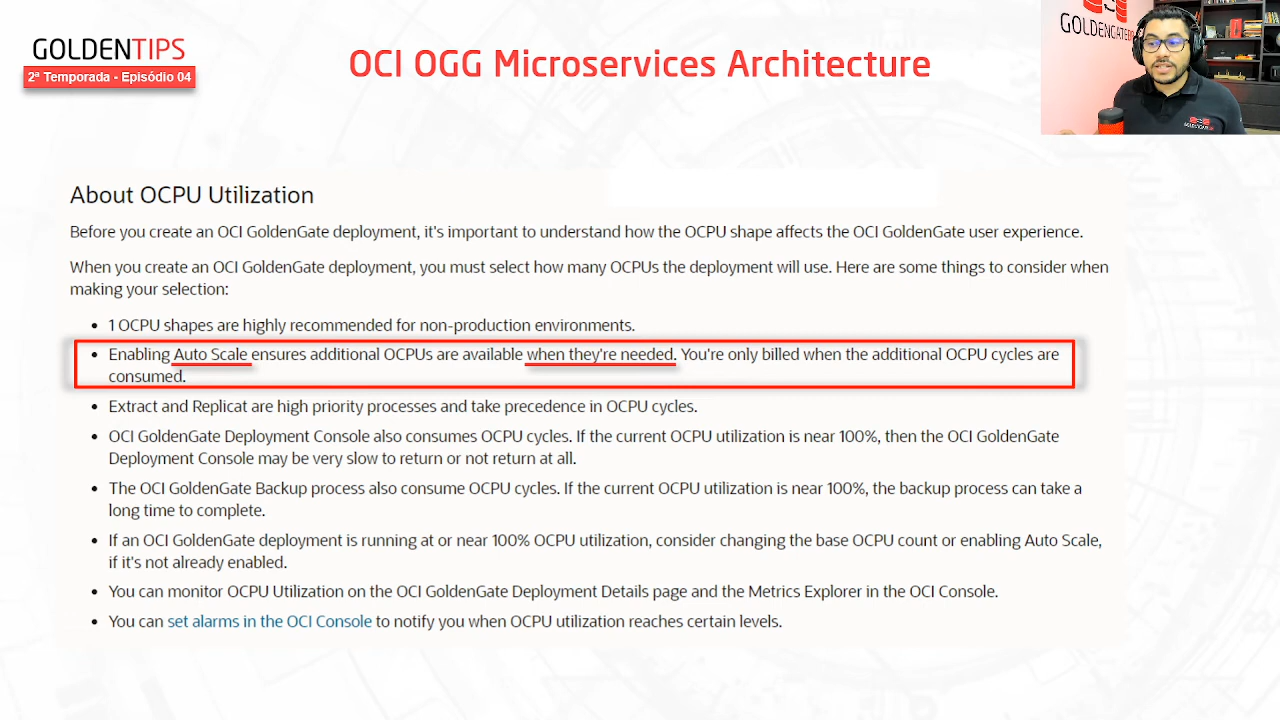 GOLDENTIPS
2ª Temporada - Episódio 04
OCI OGG Microservices Architecture
About OCPU Utilization
Before you create an OCI GoldenGate deployment, it's important to understand how the OCPU shape affects the OCI GoldenGate user experience.
When you create an OCI GoldenGate deployment, you must select how many OCPUs the deployment will use. Here are some things to consider when
making your selection:
• 1 OCPU shapes are highly recommended for non-production environments.
• Enabling Auto Scale ensures additional OCPUs are available when they're needed. You're only billed when the additional OCPU cycles are
consumed.
• Extract and Replicat are high priority processes and take precedence in OCPU cycles.
• OCI GoldenGate Deployment Console also consumes OCPU cycles. If the current OCPU utilization is near 100%, then the OCI GoldenGate
Deployment Console may be very slow to return or not return at all.
• The OCI GoldenGate Backup process also consume OCPU cycles. If the current OCPU utilization is near 100%, the backup process can take a
long time to complete.
• If an OCI GoldenGate deployment is running at or near 100% OCPU utilization, consider changing the base OCPU count or enabling Auto Scale,
if it's not already enabled.
• You can monitor OCPU Utilization on the OCI GoldenGate Deployment Details page and the Metrics Explorer in the OCI Console.
• You can set alarms in the OCI Console to notify you when OCPU utilization reaches certain levels.